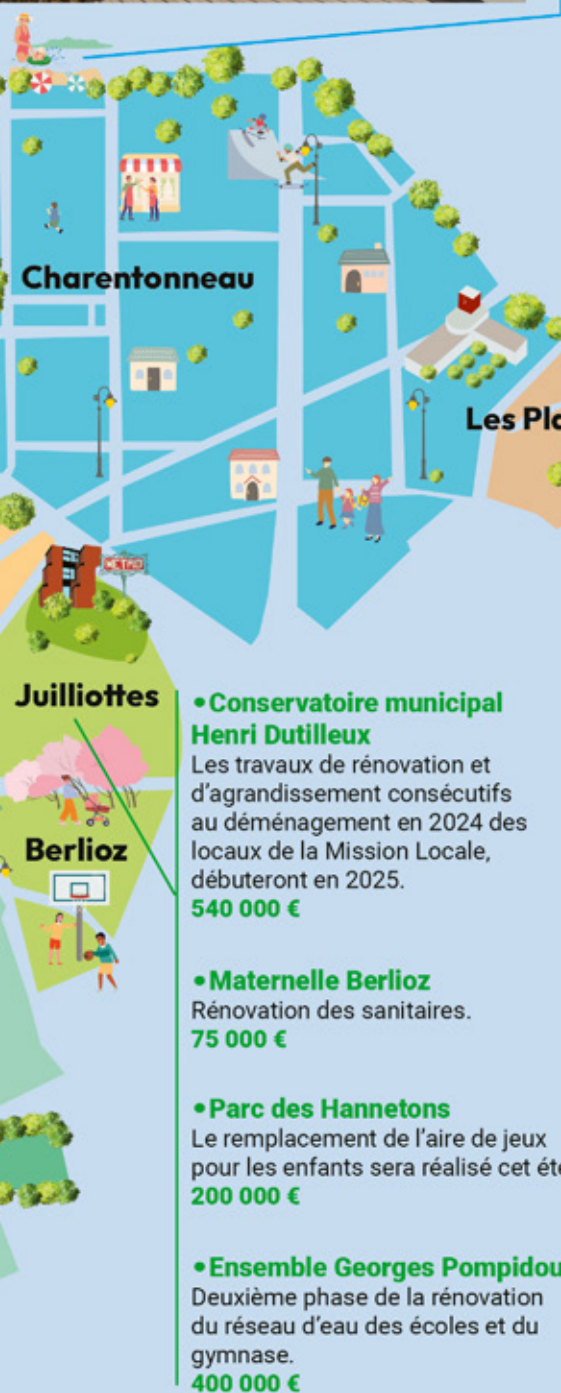 Charentonneau
Les Pla
METRO
Juilliottes
Berlioz
•Conservatoire municipal
Henri Dutilleux
Les travaux de rénovation et
d'agrandissement consécutifs
au déménagement en 2024 des
locaux de la Mission Locale,
débuteront en 2025.
540 000 €
•Maternelle Berlioz
Rénovation des sanitaires.
75 000 €
•Parc des Hannetons
Le remplacement de l'aire de jeux
pour les enfants sera réalisé cet été
200 000 €
•Ensemble Georges Pompidou
Deuxième phase de la rénovation
du réseau d'eau des écoles et du
gymnase.
400 000 €